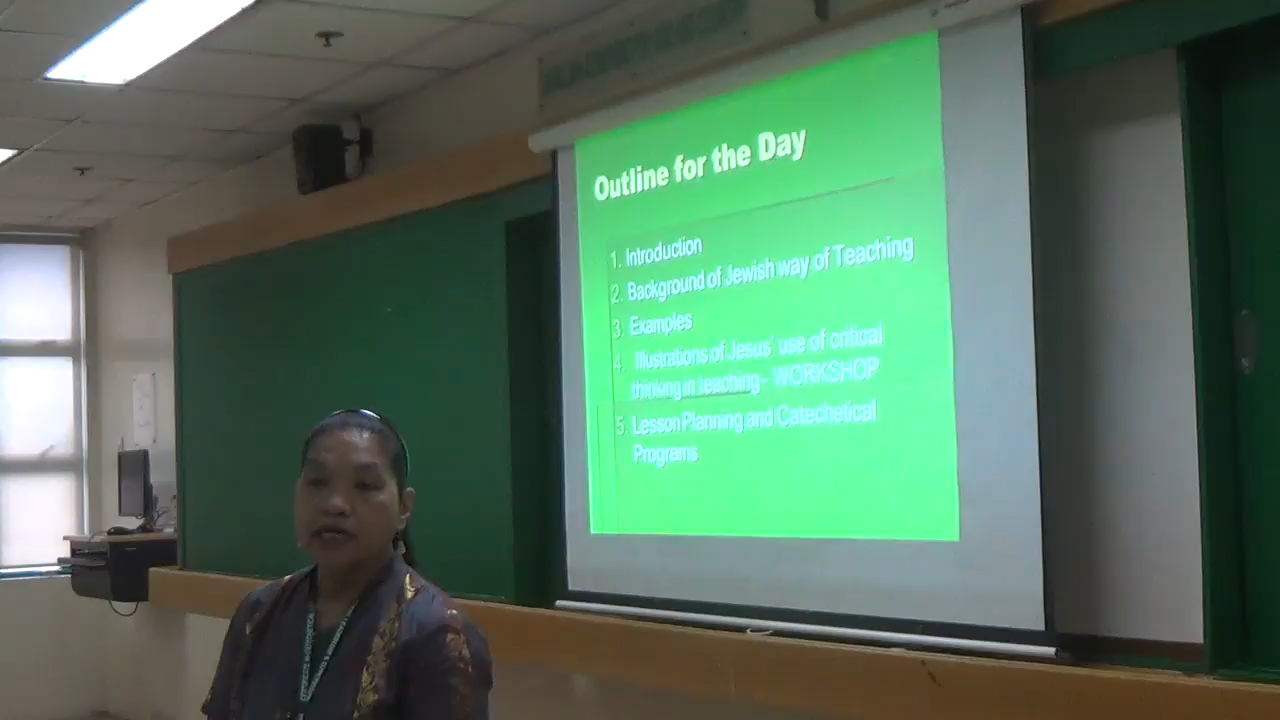 Outline for the Day
1. Introduction
2. Background of Jewish way of Teaching
3. Examples
4. Illustrations of Jesus' use of critical
thinking in teaching - WORKSHOP
5. Lesson Planning and Catechetical
Programs